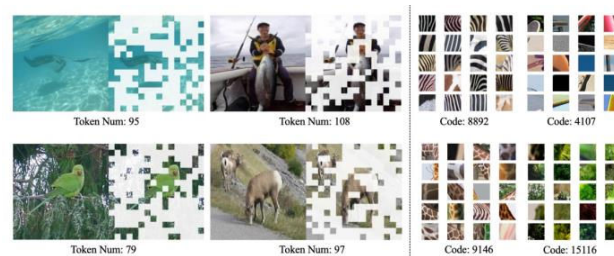 Token Num: 95
Token Num: 108
Code: 8892
Code: 4107
Token Num: 79
Token Num: 97
Code: 9146
Code: 15116